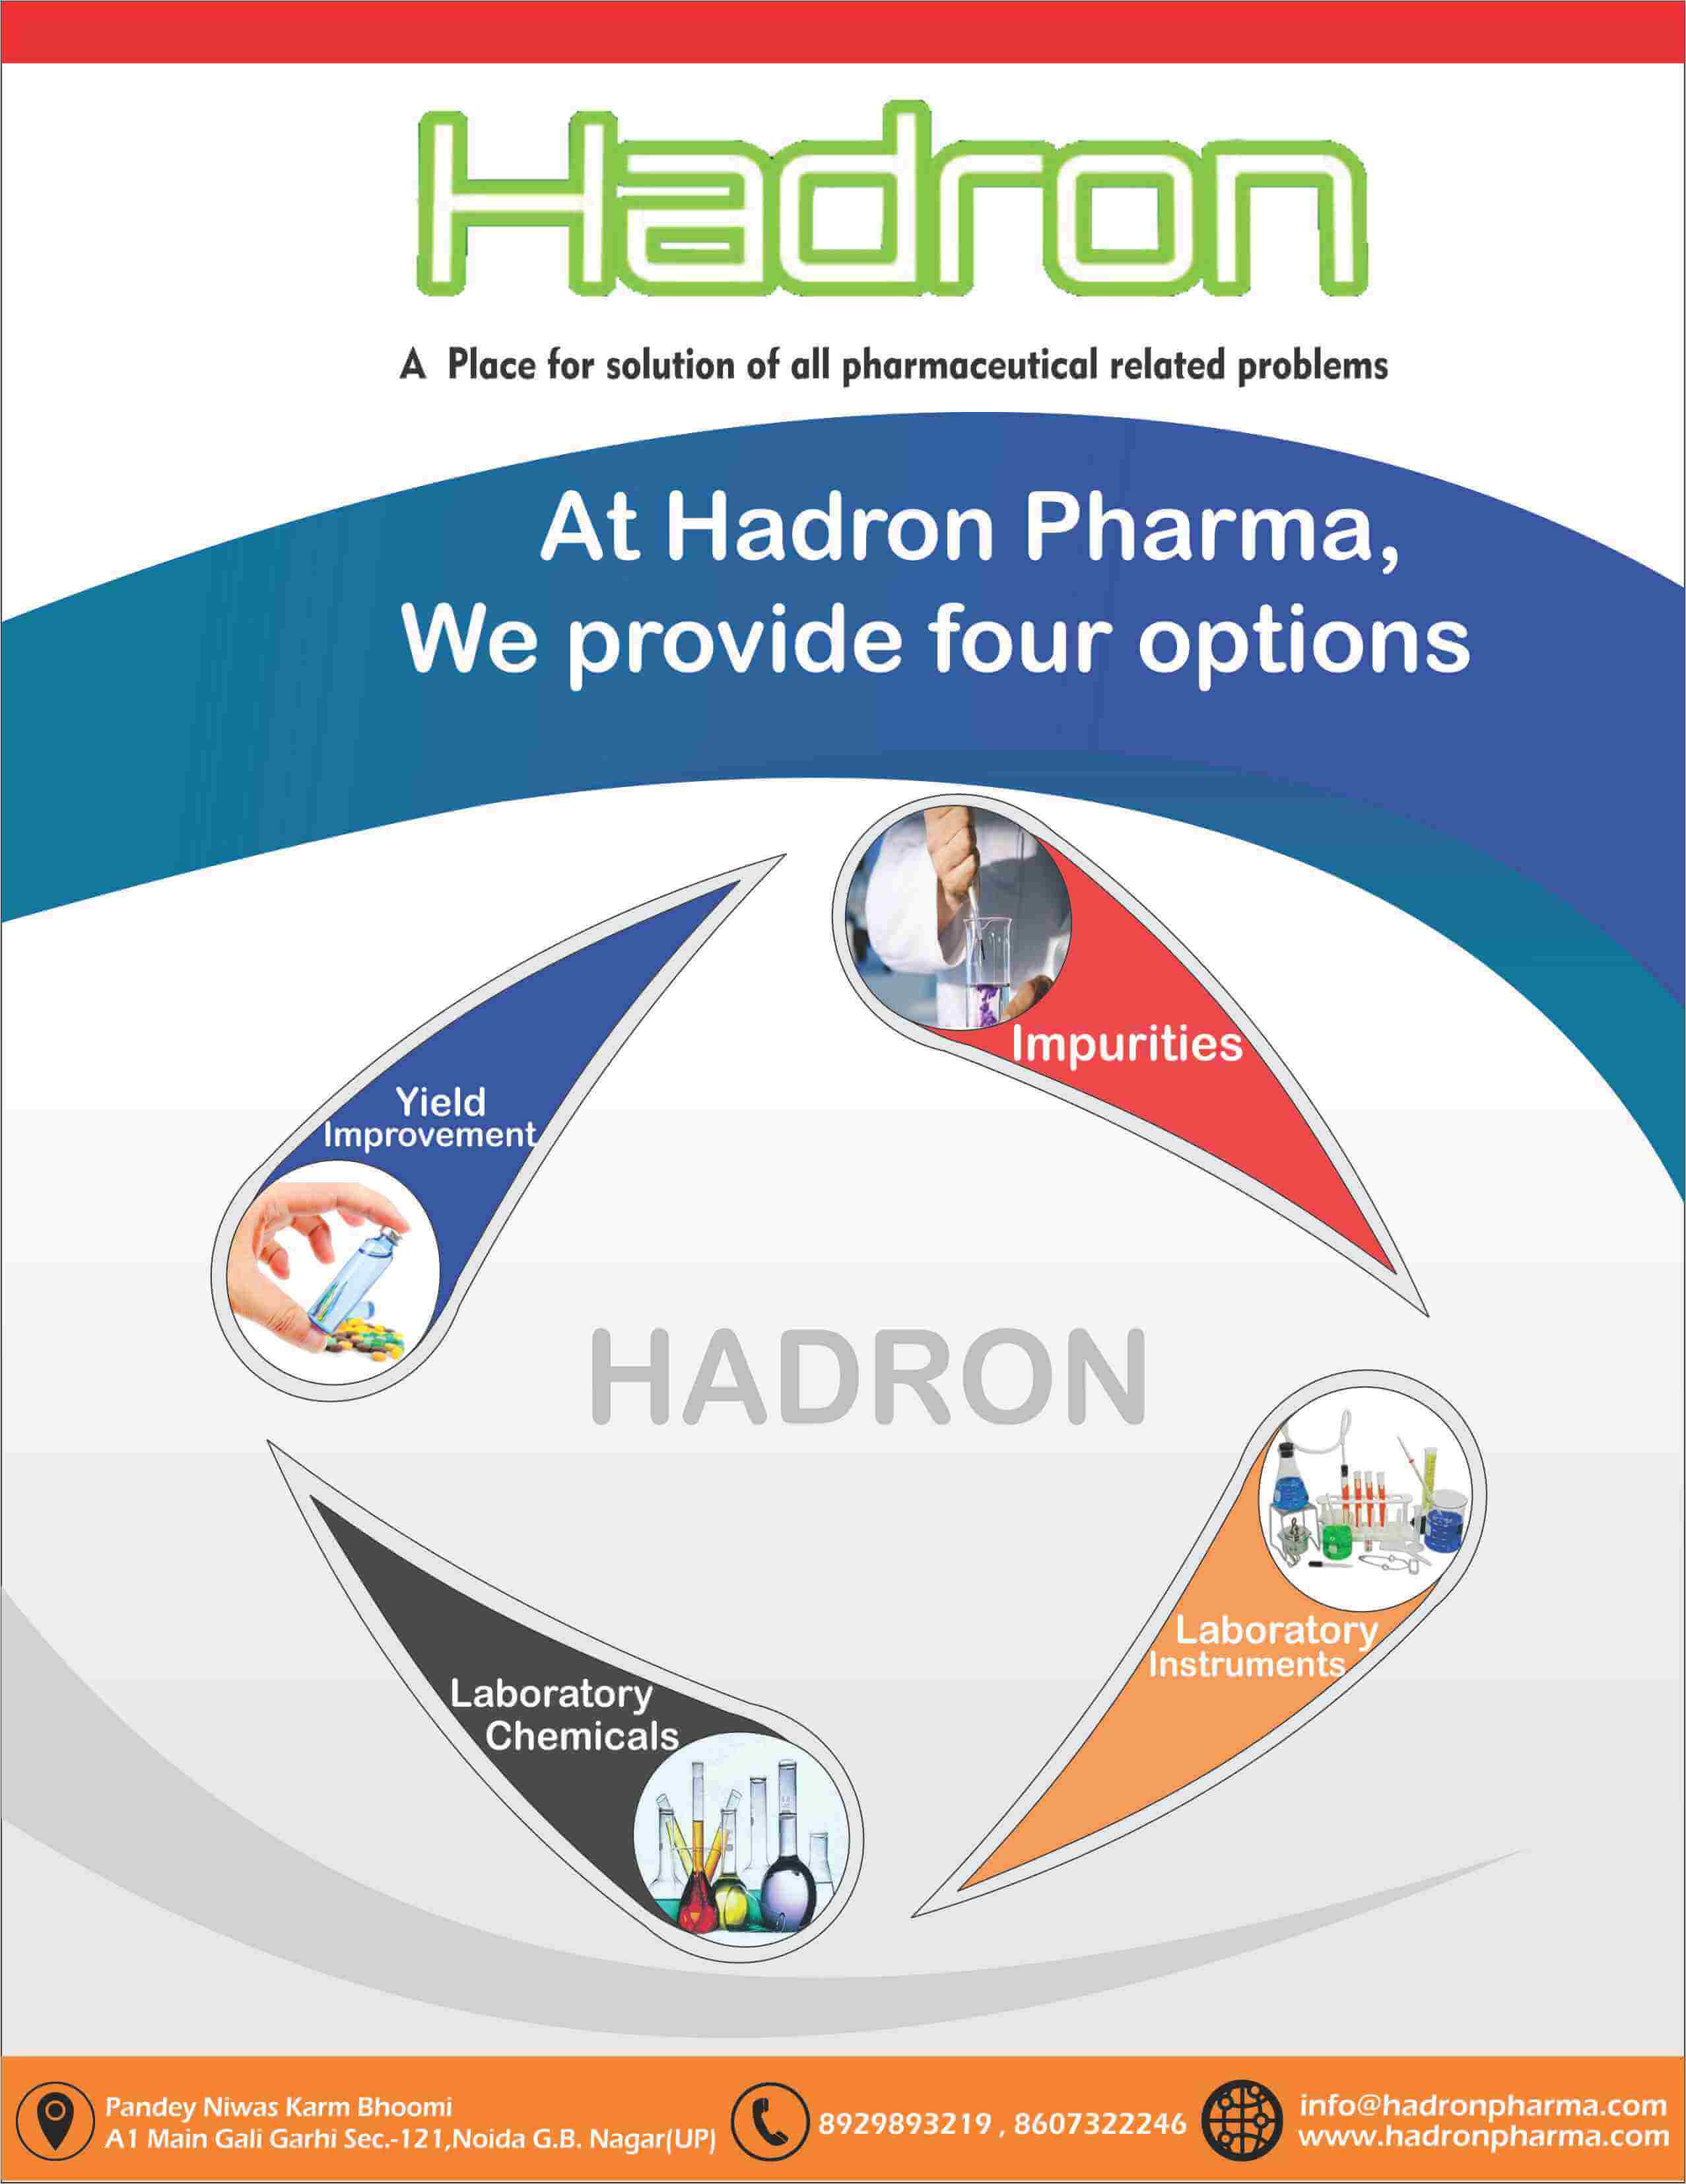 Hadron
A Place for solution of all pharmaceutical related problems
At Hadron Pharma,
We provide four options
Impurities
Yield
Improvement
HADRON
Laboratory
Instruments
Laboratory
Chemicals
Pandey Niwas Karm Bhoomi
A1 Main Gali Garhi Sec.-121,Noida G.B. Nagar(UP)
8929893219 , 8607322246
info@hadronpharma.com
www.hadronpharma.com